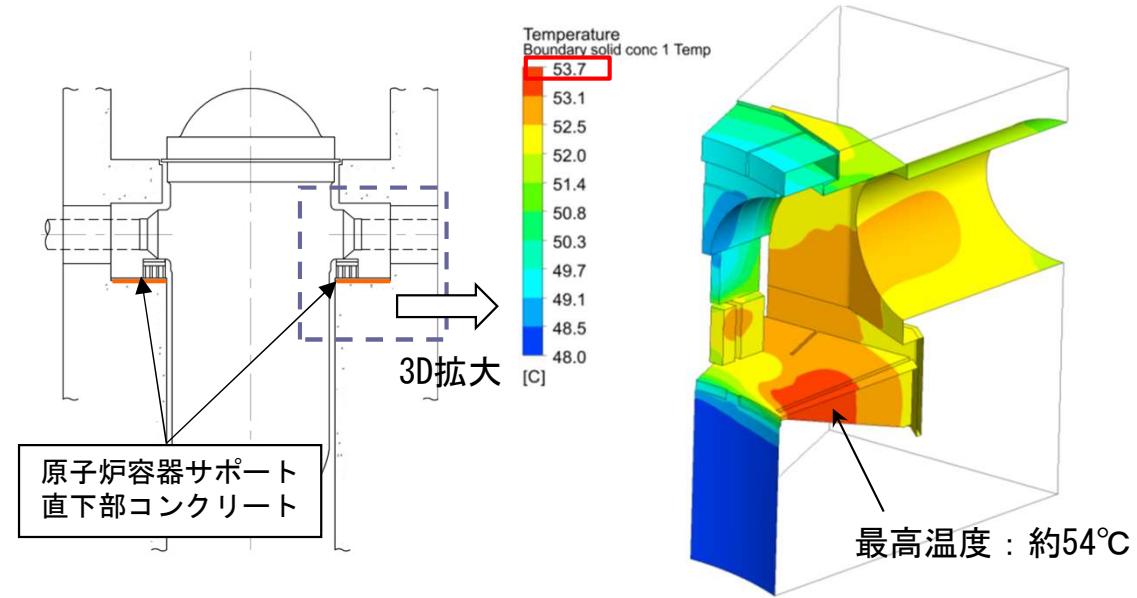 原子炉容器サポート
直下部コンクリート
3D拡大
Temperature
Boundary solid conc 1 Temp
53.7
53.1
52.5
52.0
51.4
50.8
50.3
49.7
49.1
48.5
48.0
[C]
最高温度：約54℃